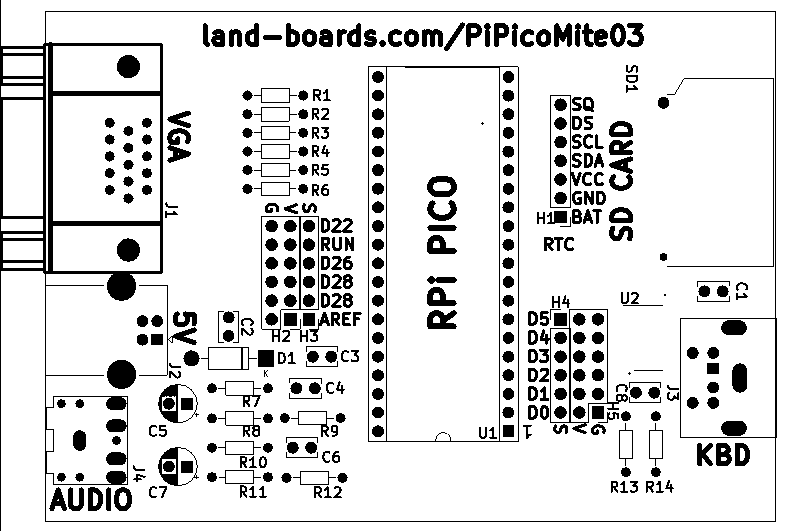 land-boards.com/PiPicoMite03
VGA
J1
R1
R2
R3
R4
R5
R6
G V S
D22
RUN
D26
D28
D28
AREF
H2 H3
5V
J2
C2
D1
K
C3
C4
R7
C5
+
R8
R9
R10
C6
C7
+
R11
R12
J4
AUDIO
RPi PICO
U1
1
SD1
SQ
DS
SCL
SDA
VCC
GND
H1 BAT
RTC
SD CARD
U2
C1
H4
D5
D4
D3
D2
D1
D0
S V G
H5
C8
J3
KBD
R13 R14